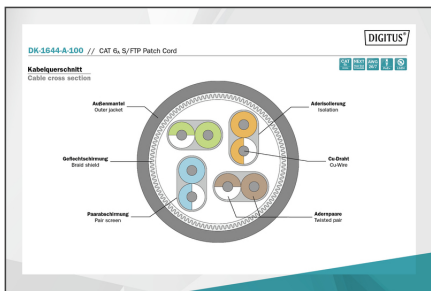 DIGITUS®
DK-1644-A-100 // CAT 6A S/FTP Patch Cord
Kabelquerschnitt
Cable cross section
Außenmantel
Outer jacket
Aderisolierung
Isolation
Geflechtschirmung
Braid shield
Cu-Draht
Cu-Wire
Paarabschirmung
Pair screen
Adernpaare
Twisted pair